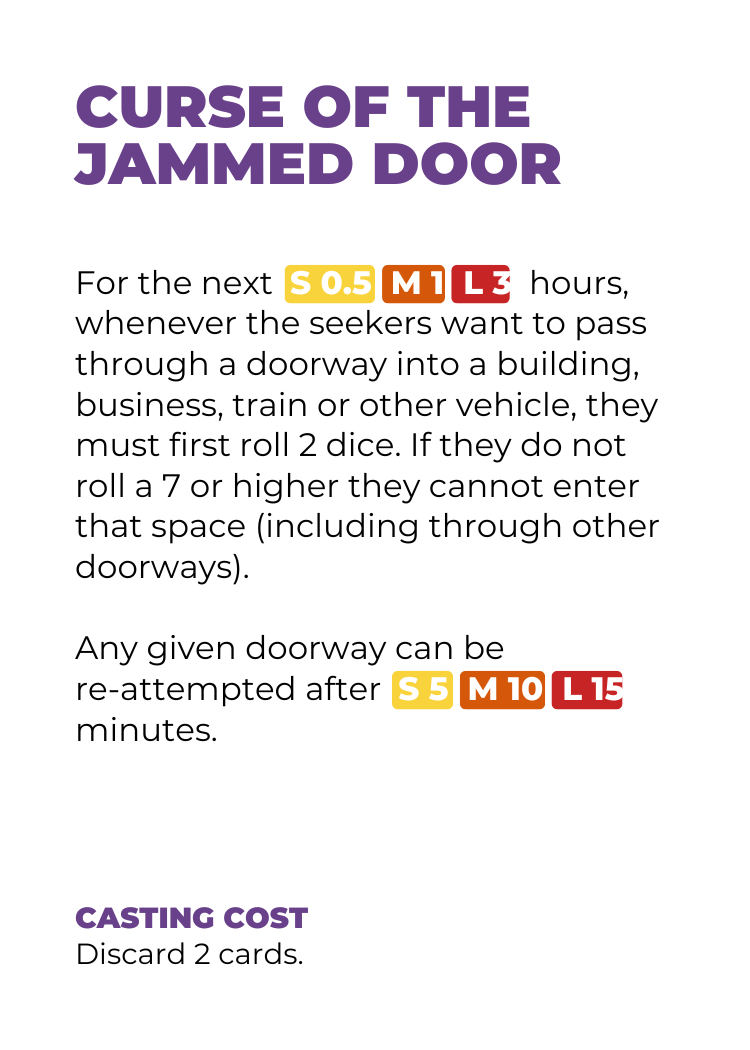 CURSE OF THE
JAMMED DOOR
For the next S 0.5 M 1 L 3 hours,
whenever the seekers want to pass
through a doorway into a building,
business, train or other vehicle, they
must first roll 2 dice. If they do not
roll a 7 or higher they cannot enter
that space (including through other
doorways).
Any given doorway can be
re-attempted after S 5 M 10 L 15
minutes.
CASTING COST
Discard 2 cards.